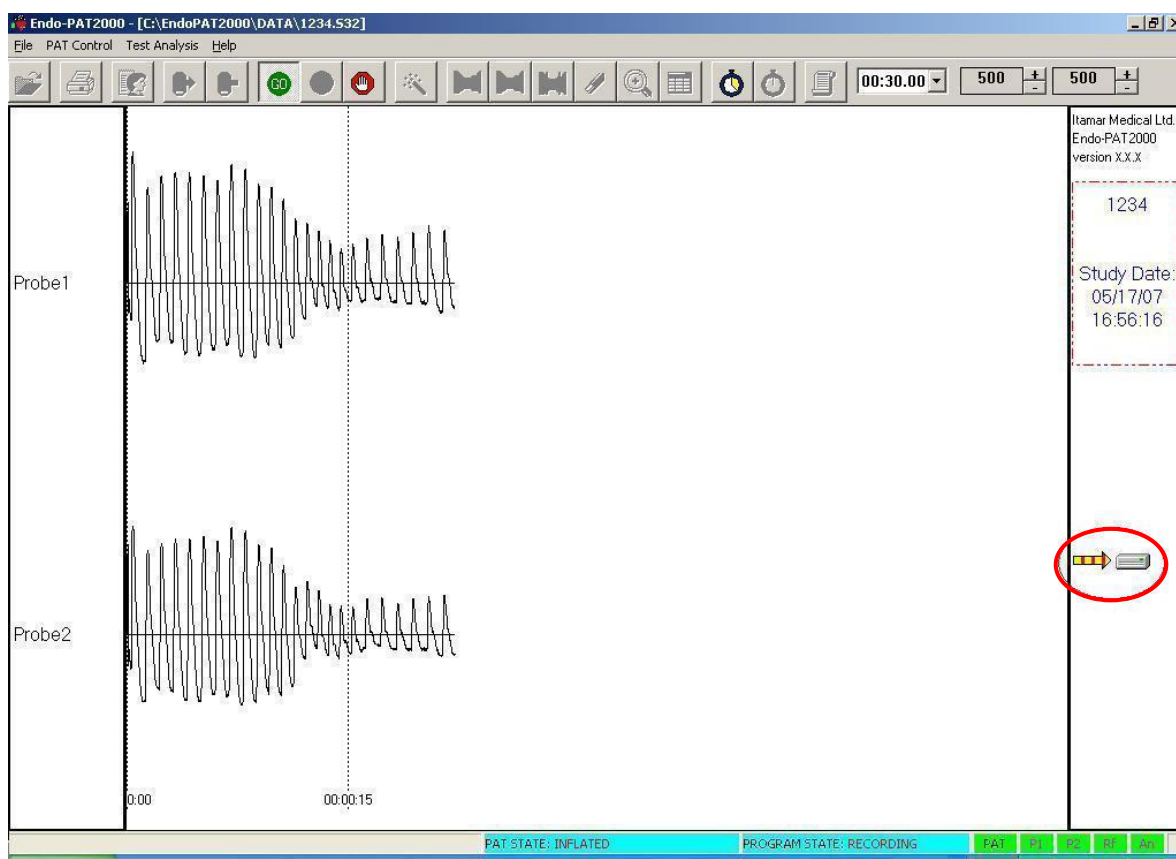 Endo-PAT2000 - [C:\EndoPAT2000\DATA\1234.S32]
File PAT Control Test Analysis Help
GO 00:30.00 500 + - 500 + -
Itamar Medical Ltd.
Endo-PAT2000
version X.X.X
1234
Study Date:
05/17/07
16:56:16
Probe1
Probe2
0:00 00:00:15
PAT STATE: INFLATED PROGRAM STATE: RECORDING PAT P1 P2 Rf An